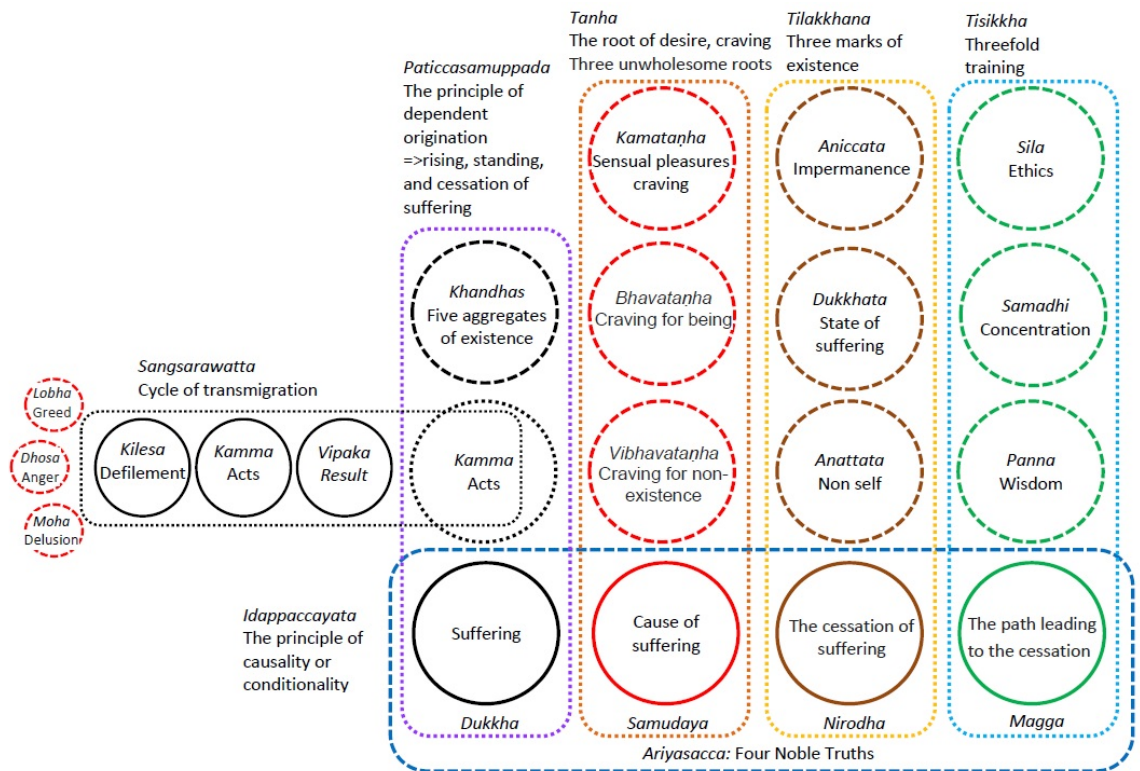 Tanha
The root of desire, craving
Three unwholesome roots
Tilakkhana
Three marks of
existence
Tisikkha
Threefold
training
Paticcasamuppada
The principle of
dependent
origination
=>rising, standing,
and cessation of
suffering
Kamataṇha
Sensual pleasures
craving
Aniccata
Impermanence
Sila
Ethics
Khandhas
Five aggregates
of existence
Bhavataṇha
Craving for being
Dukkhata
State of
suffering
Samadhi
Concentration
Sangsarawatta
Cycle of transmigration
Lobha
Greed
Dhosa
Anger
Moha
Delusion
Kilesa
Defilement
Kamma
Acts
Vipaka
Result
Kamma
Acts
Vibhavataṇha
Craving for non-
existence
Anattata
Non self
Panna
Wisdom
Idappaccayata
The principle of
causality or
conditionality
Suffering
Cause of
suffering
The cessation of
suffering
The path leading
to the cessation
Dukkha
Samudaya
Nirodha
Magga
Ariyasacca: Four Noble Truths